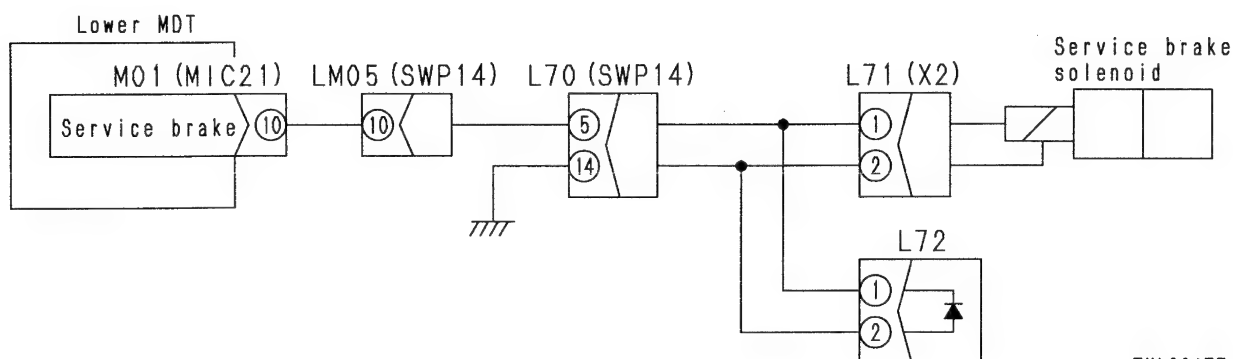 Lower MDT
Service brake
solenoid
M01 (MIC21)
LM05 (SWP14)
L70 (SWP14)
L71 (X2)
Service brake
10
10
5
14
1
2
L72
1
2